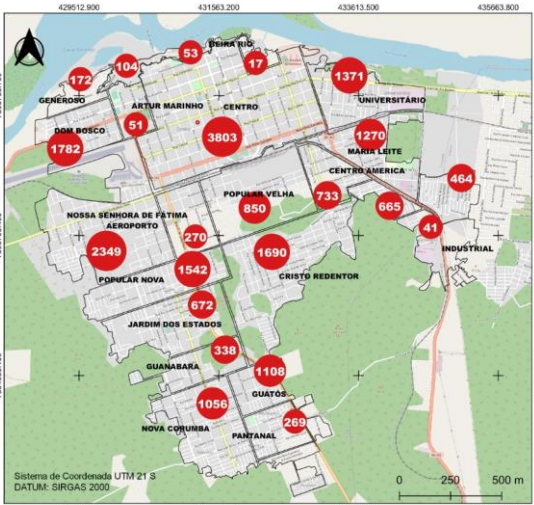 429512.900 431563.200 433613.500 435663.800
BEIRA RIO
53
17
104
172
1371
GENEROSO
ARTUR MARINHO
CENTRO
UNIVERSITÁRIO
51
DOM BOSCO
3803
1270
1782
MARIA LEITE
CENTRO AMERICA
464
POPULAR VELHA
733
850
665
NOSSA SENHORA DE FÁTIMA
AEROPORTO
41
270
2349
1690
INDUSTRIAL
1542
POPULAR NOVA
CRISTO REDENTOR
672
JARDIM DOS ESTADOS
338
GUANABARA
1108
GUATÓS
1056
269
NOVA CORUMBA
PANTANAL
Sistema de Coordenada UTM 21 S
DATUM: SIRGAS 2000
0 250 500 m